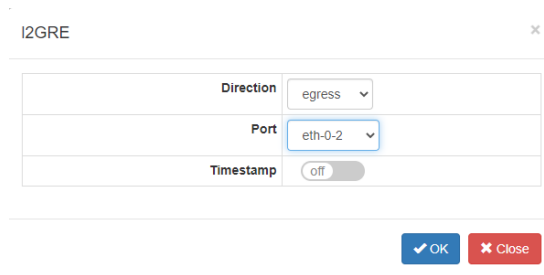 l2GRE
×
Direction egress
Port eth-0-2
Timestamp off
OK Close